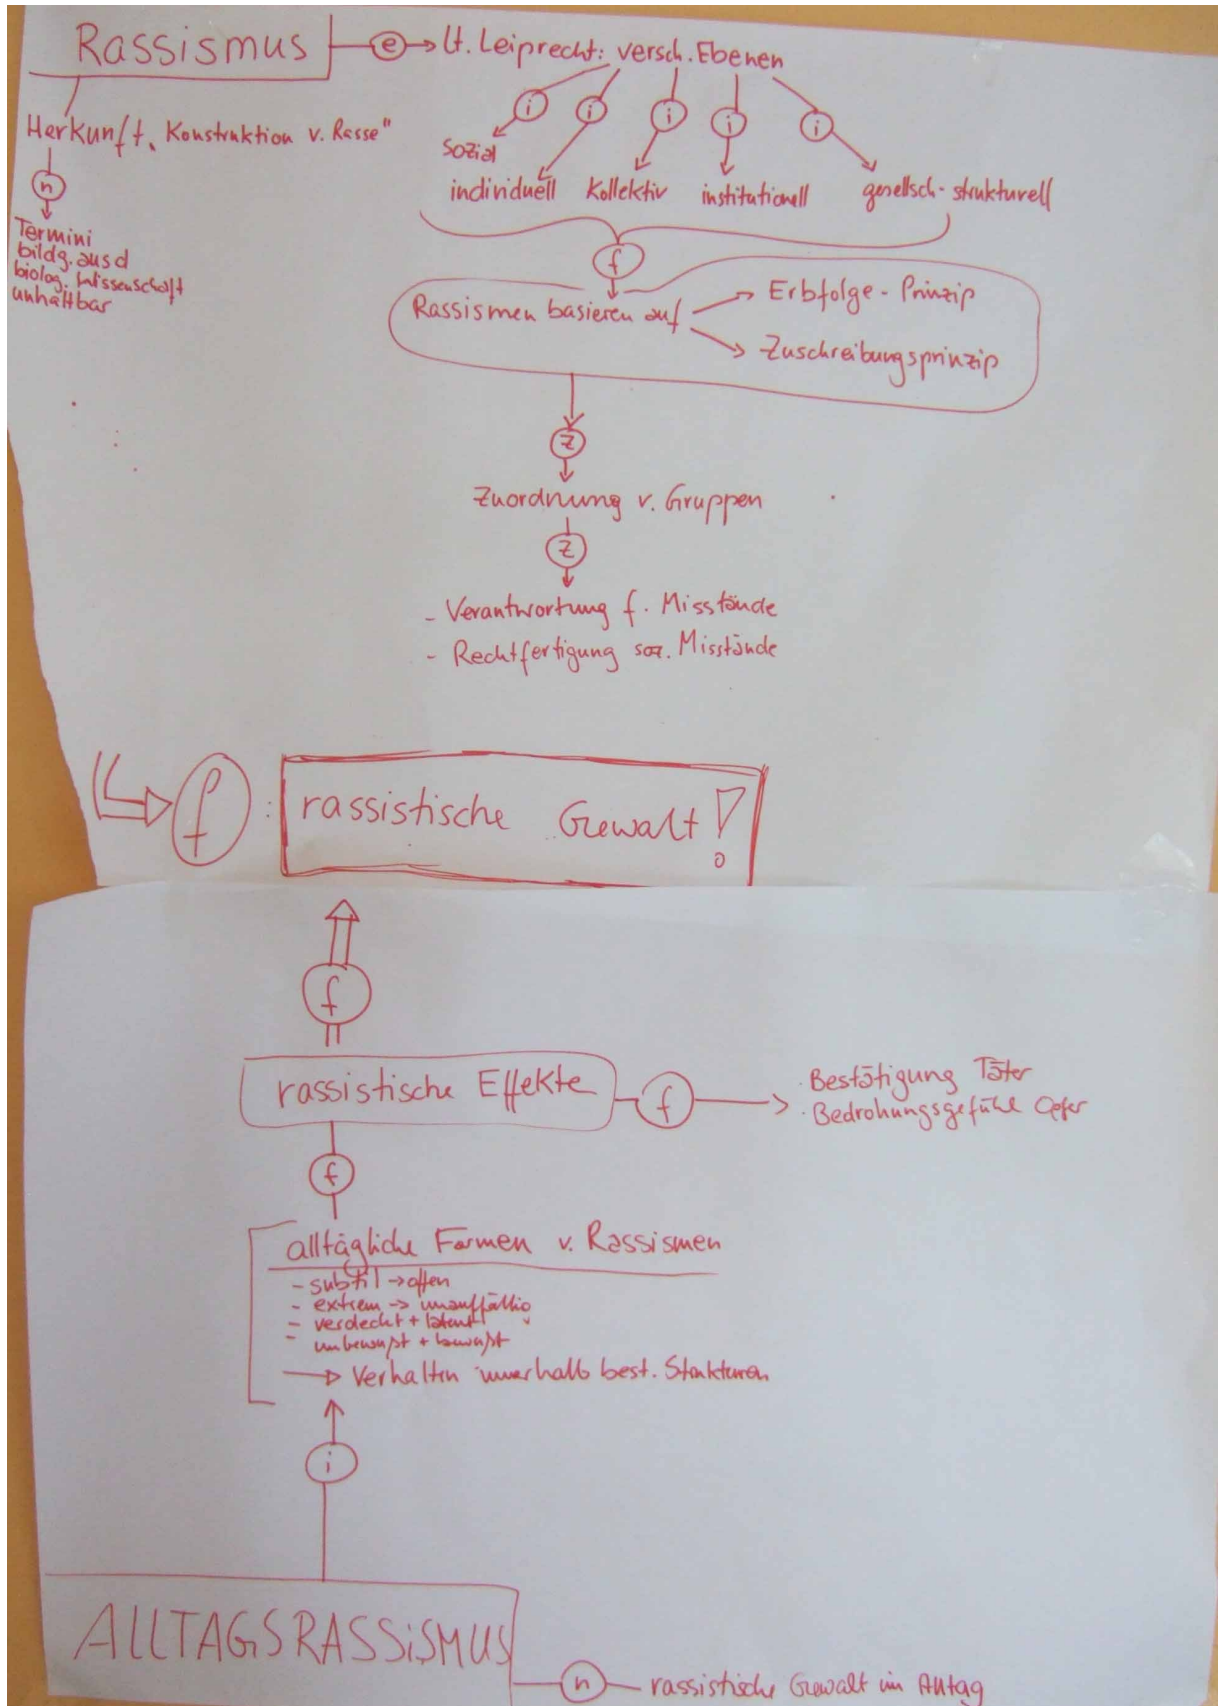 Rassismus
e
lt. Leiprecht: versch. Ebenen
Herkunft „Konstruktion v. Rasse"
n
Termini
bildg. aus d
biolog. Wissenschaft
unhaltbar
i
i
i
i
i
Sozial
individuell
Kollektiv
institutionell
gesellsch.-strukturell
f
Rassismen basieren auf
Erbfolge-Prinzip
Zuschreibungsprinzip
z
Zuordnung v. Gruppen
z
- Verantwortung f. Misstände
- Rechtfertigung soz. Misstände
f : rassistische Gewalt!
f
rassistische Effekte
f
· Bestätigung Täter
· Bedrohungsgefühl Opfer
f
alltägliche Formen v. Rassismen
- subtil → offen
- extrem → unauffällig
- verdeckt + latent
- unbewußt + bewußt
→ Verhalten innerhalb best. Strukturen
i
ALLTAGSRASSiSMUS
n
rassistische Gewalt im Alltag